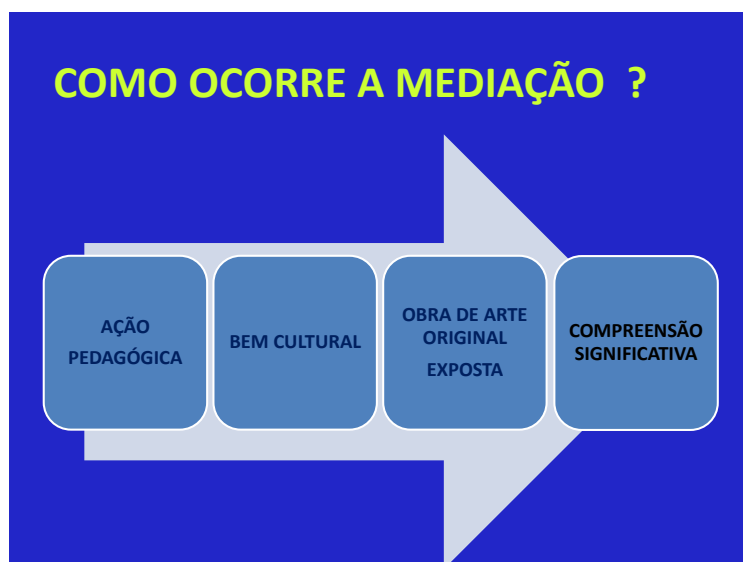 COMO OCORRE A MEDIAÇÃO ?
AÇÃO
PEDAGÓGICA
BEM CULTURAL
OBRA DE ARTE
ORIGINAL
EXPOSTA
COMPREENSÃO
SIGNIFICATIVA